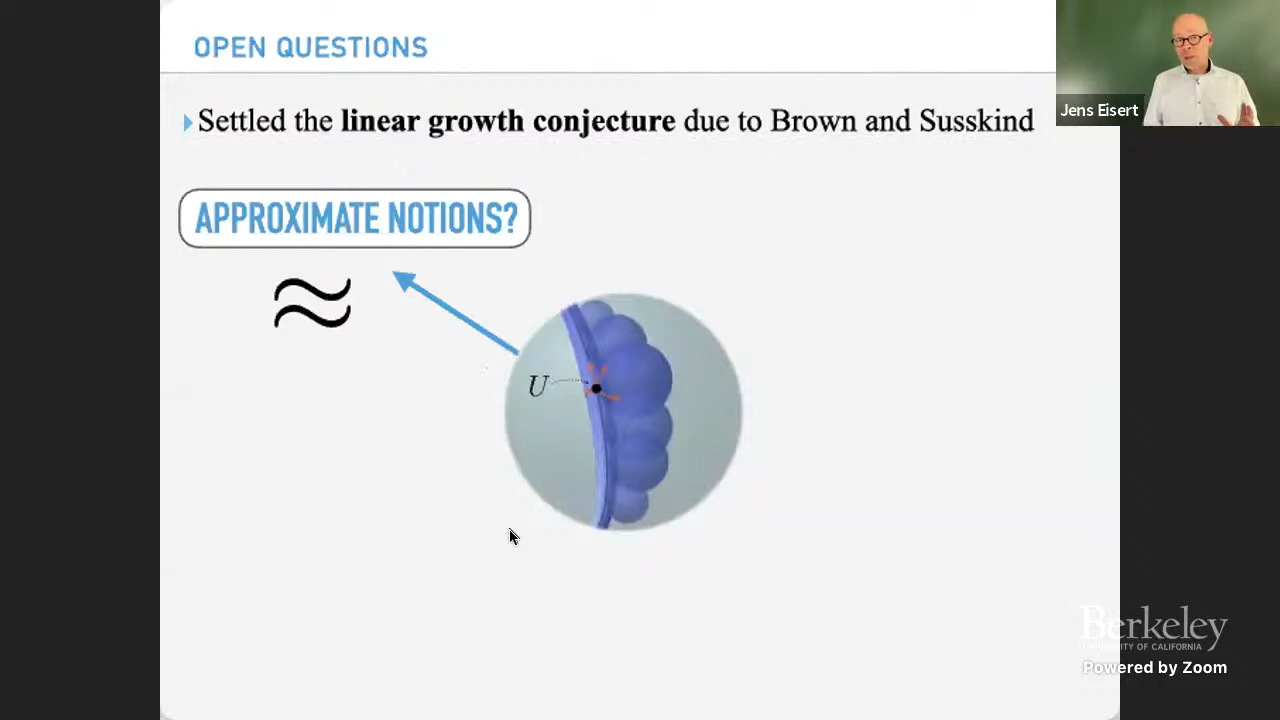 OPEN QUESTIONS
Settled the linear growth conjecture due to Brown and Susskind
Jens Eisert
APPROXIMATE NOTIONS?
≈
U
Berkeley
UNIVERSITY OF CALIFORNIA
Powered by Zoom